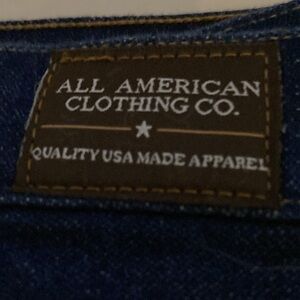 ALL AMERICAN
CLOTHING CO.
QUALITY USA MADE APPAREL